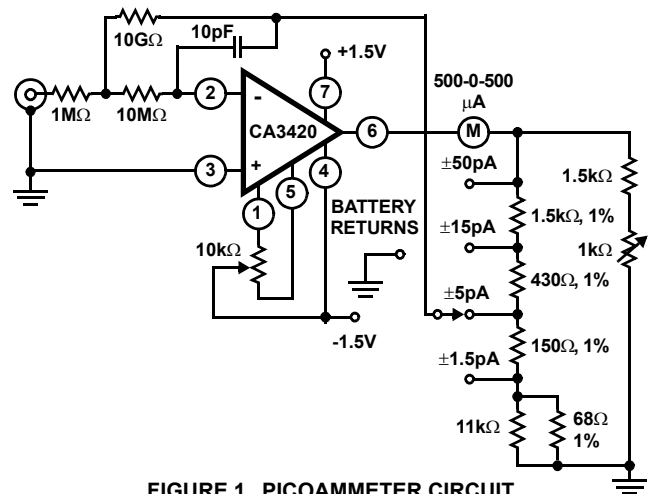 10GΩ
10pF
+1.5V
1MΩ
10MΩ
2
-
7
CA3420
6
500-0-500
μA
M
3
+
1
5
4
10kΩ
BATTERY
RETURNS
-1.5V
±50pA
±15pA
±5pA
±1.5pA
1.5kΩ, 1%
430Ω, 1%
150Ω, 1%
11kΩ
68Ω
1%
1.5kΩ
1kΩ
FIGURE 1. PICOAMMETER CIRCUIT